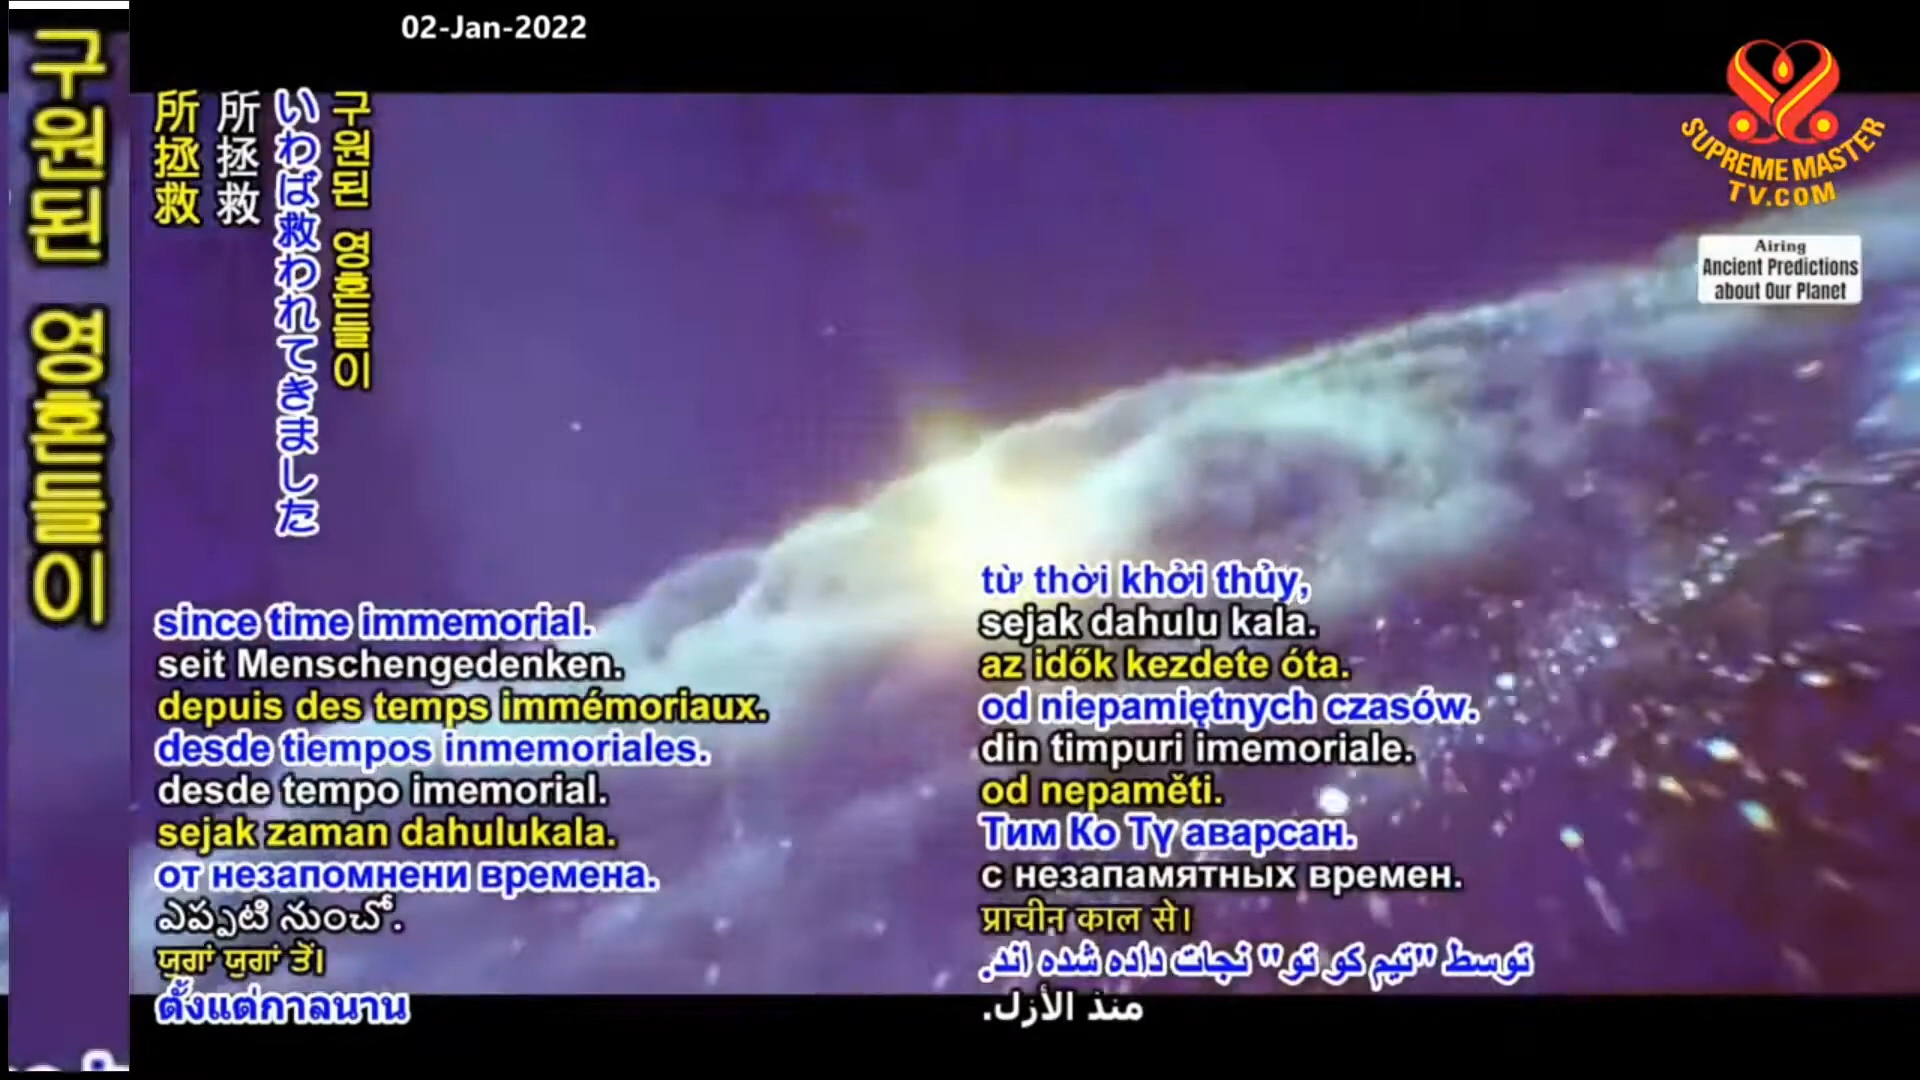 02-Jan-2022
SUPREME MASTER
TV.COM
Airing
Ancient Predictions
about Our Planet
구원된 영혼들이
구원된 영혼들이
いわば救われてきました
所拯救
所拯救
since time immemorial.
seit Menschengedenken.
depuis des temps immémoriaux.
desde tiempos inmemoriales.
desde tempo imemorial.
sejak zaman dahulukala.
от незапомнени времена.
ఎప్పటి నుంచో.
ਯੁਗਾਂ ਯੁਗਾਂ ਤੋਂ।
ตั้งแต่กาลนาน
từ thời khởi thủy,
sejak dahulu kala.
az idők kezdete óta.
od niepamiętnych czasów.
din timpuri imemoriale.
od nepaměti.
Тим Ко Тү аварсан.
с незапамятных времен.
प्राचीन काल से।
توسط "تیم کو تو" نجات داده شده اند.
منذ الأزل.